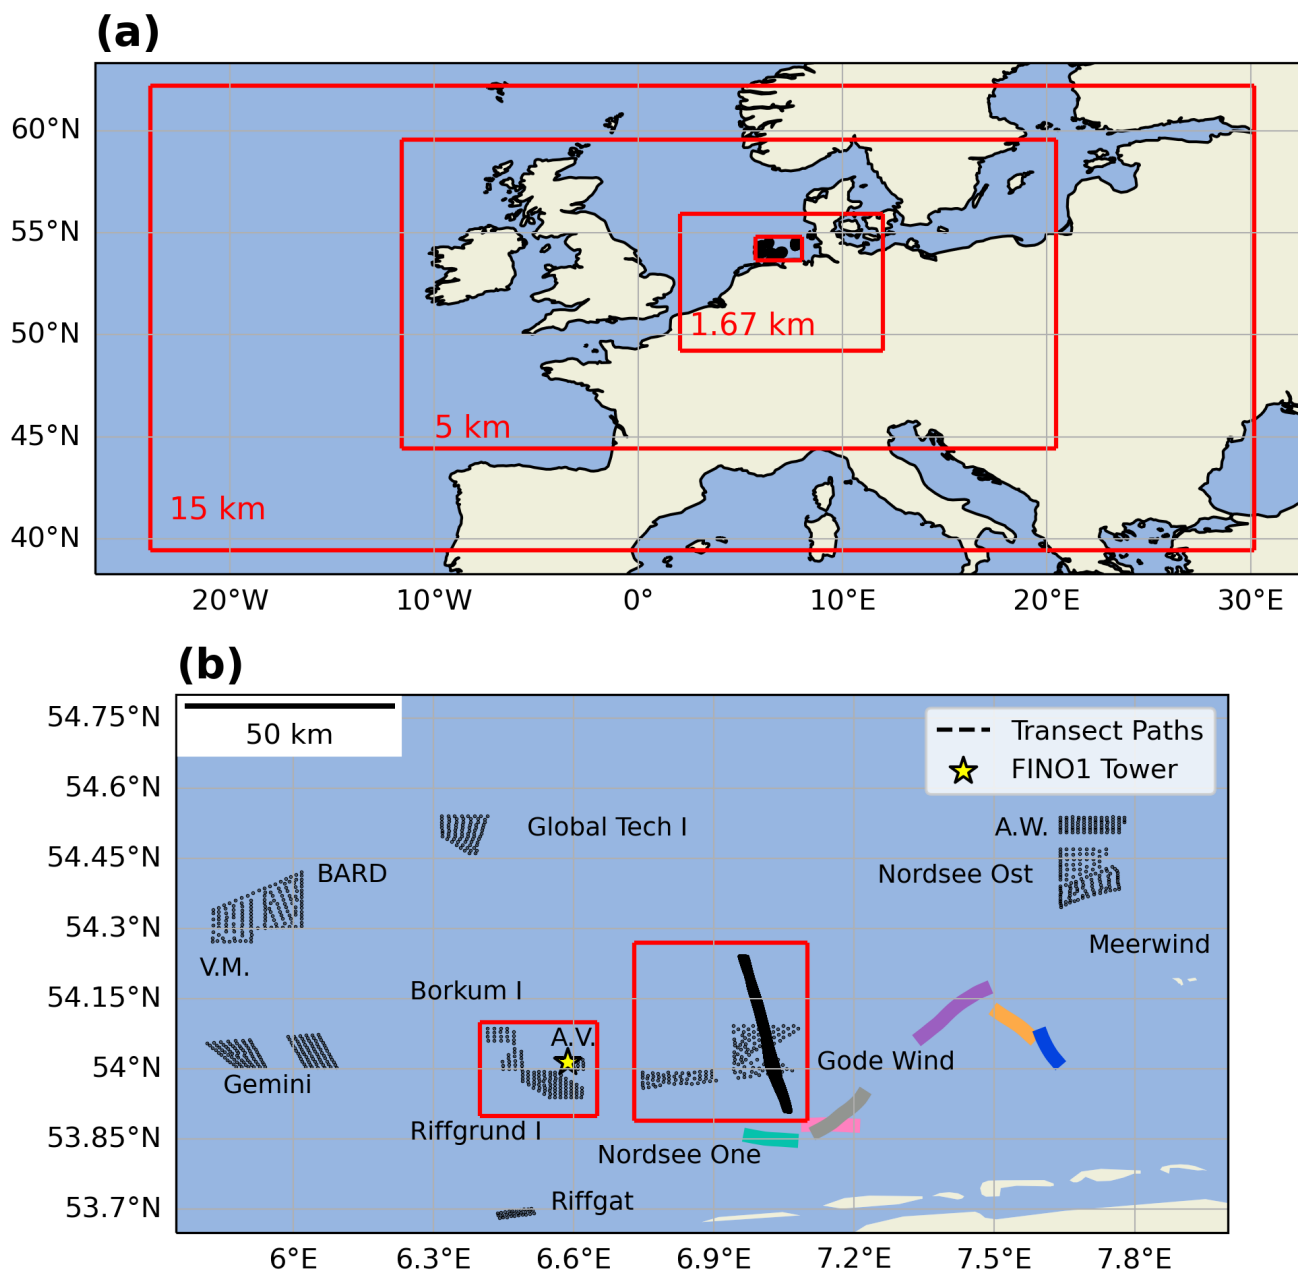 (a)
60°N
55°N
50°N
45°N
40°N
1.67 km
5 km
15 km
20°W
10°W
0°
10°E
20°E
30°E
(b)
54.75°N
54.6°N
54.45°N
54.3°N
54.15°N
54°N
53.85°N
53.7°N
50 km
Transect Paths
FINO1 Tower
Global Tech I
A.W.
BARD
Nordsee Ost
Meerwind
V.M.
Borkum I
A.V.
Gode Wind
Gemini
Riffgrund I
Nordsee One
Riffgat
6°E
6.3°E
6.6°E
6.9°E
7.2°E
7.5°E
7.8°E